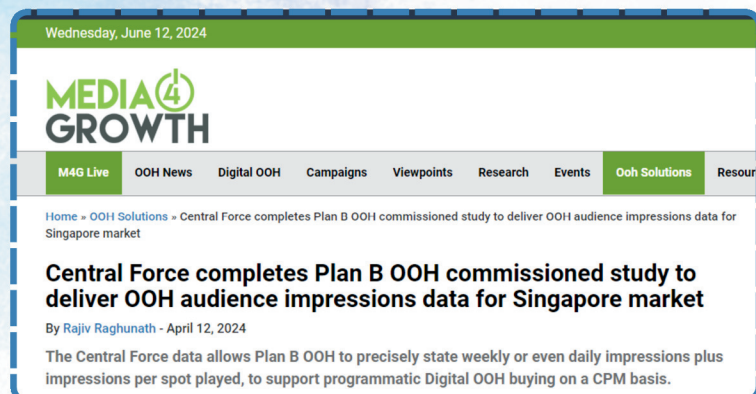 Wednesday, June 12, 2024
MEDIA4
GROWTH
M4G Live OOH News Digital OOH Campaigns Viewpoints Research Events Ooh Solutions
Home » OOH Solutions » Central Force completes Plan B OOH commissioned study to deliver OOH audience impressions data for
Singapore market
Central Force completes Plan B OOH commissioned study to
deliver OOH audience impressions data for Singapore market
By Rajiv Raghunath - April 12, 2024
The Central Force data allows Plan B OOH to precisely state weekly or even daily impressions plus
impressions per spot played, to support programmatic Digital OOH buying on a CPM basis.